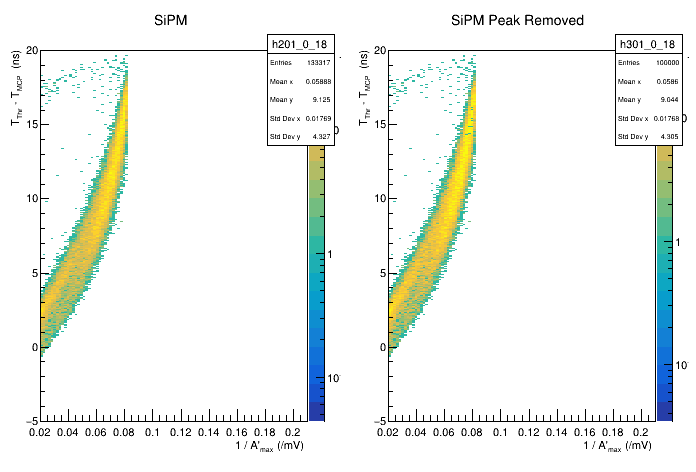 SiPM
h201_0_18
Entries 133317
Mean x 0.05888
Mean y 9.125
Std Dev x 0.01769
Std Dev y 4.327
T_Thr - T_MCP (ns)
20
15
10
5
0
−5
0.02 0.04 0.06 0.08 0.1 0.12 0.14 0.16 0.18 0.2
1 / A'_max (/mV)
1
10
SiPM Peak Removed
h301_0_18
Entries 100000
Mean x 0.0586
Mean y 9.044
Std Dev x 0.01768
Std Dev y 4.305
T_Thr - T_MCP (ns)
20
15
10
5
0
−5
0.02 0.04 0.06 0.08 0.1 0.12 0.14 0.16 0.18 0.2
1 / A'_max (/mV)
1
10